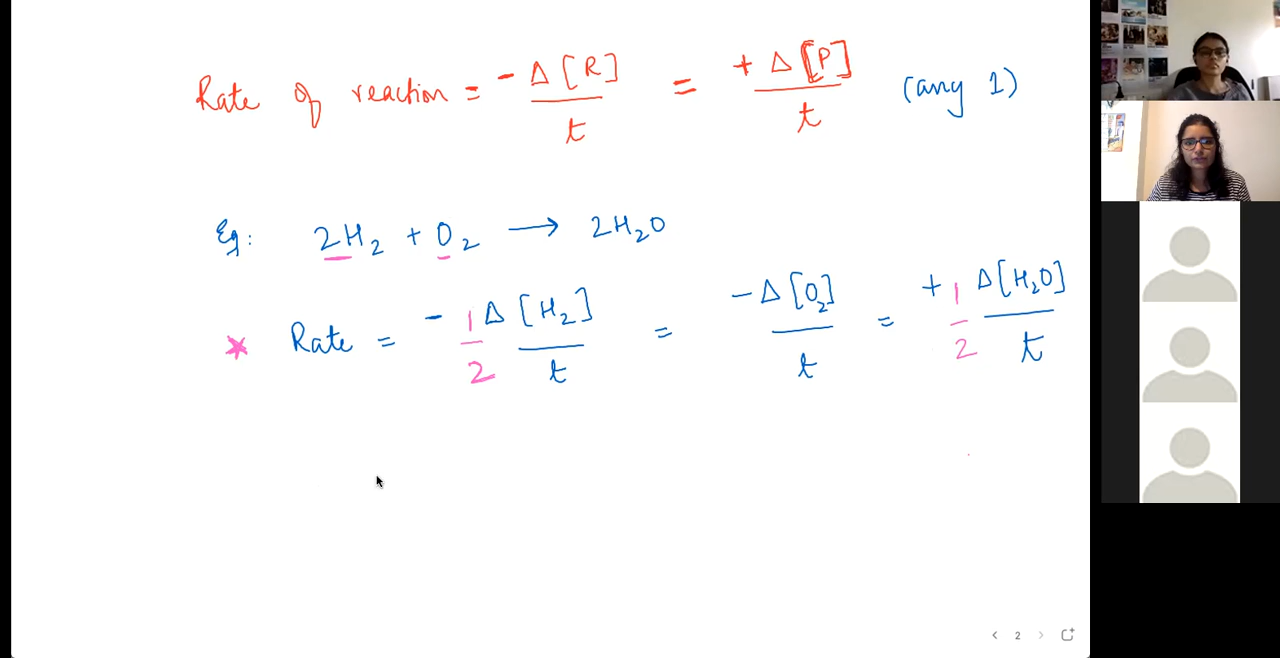 Rate of reaction = - Δ[R] / t = + Δ[P] / t (any 1)
Eg: 2H₂ + O₂ → 2H₂O
* Rate = - 1/2 Δ[H₂] / t = - Δ[O₂] / t = + 1/2 Δ[H₂O] / t
< 2 >